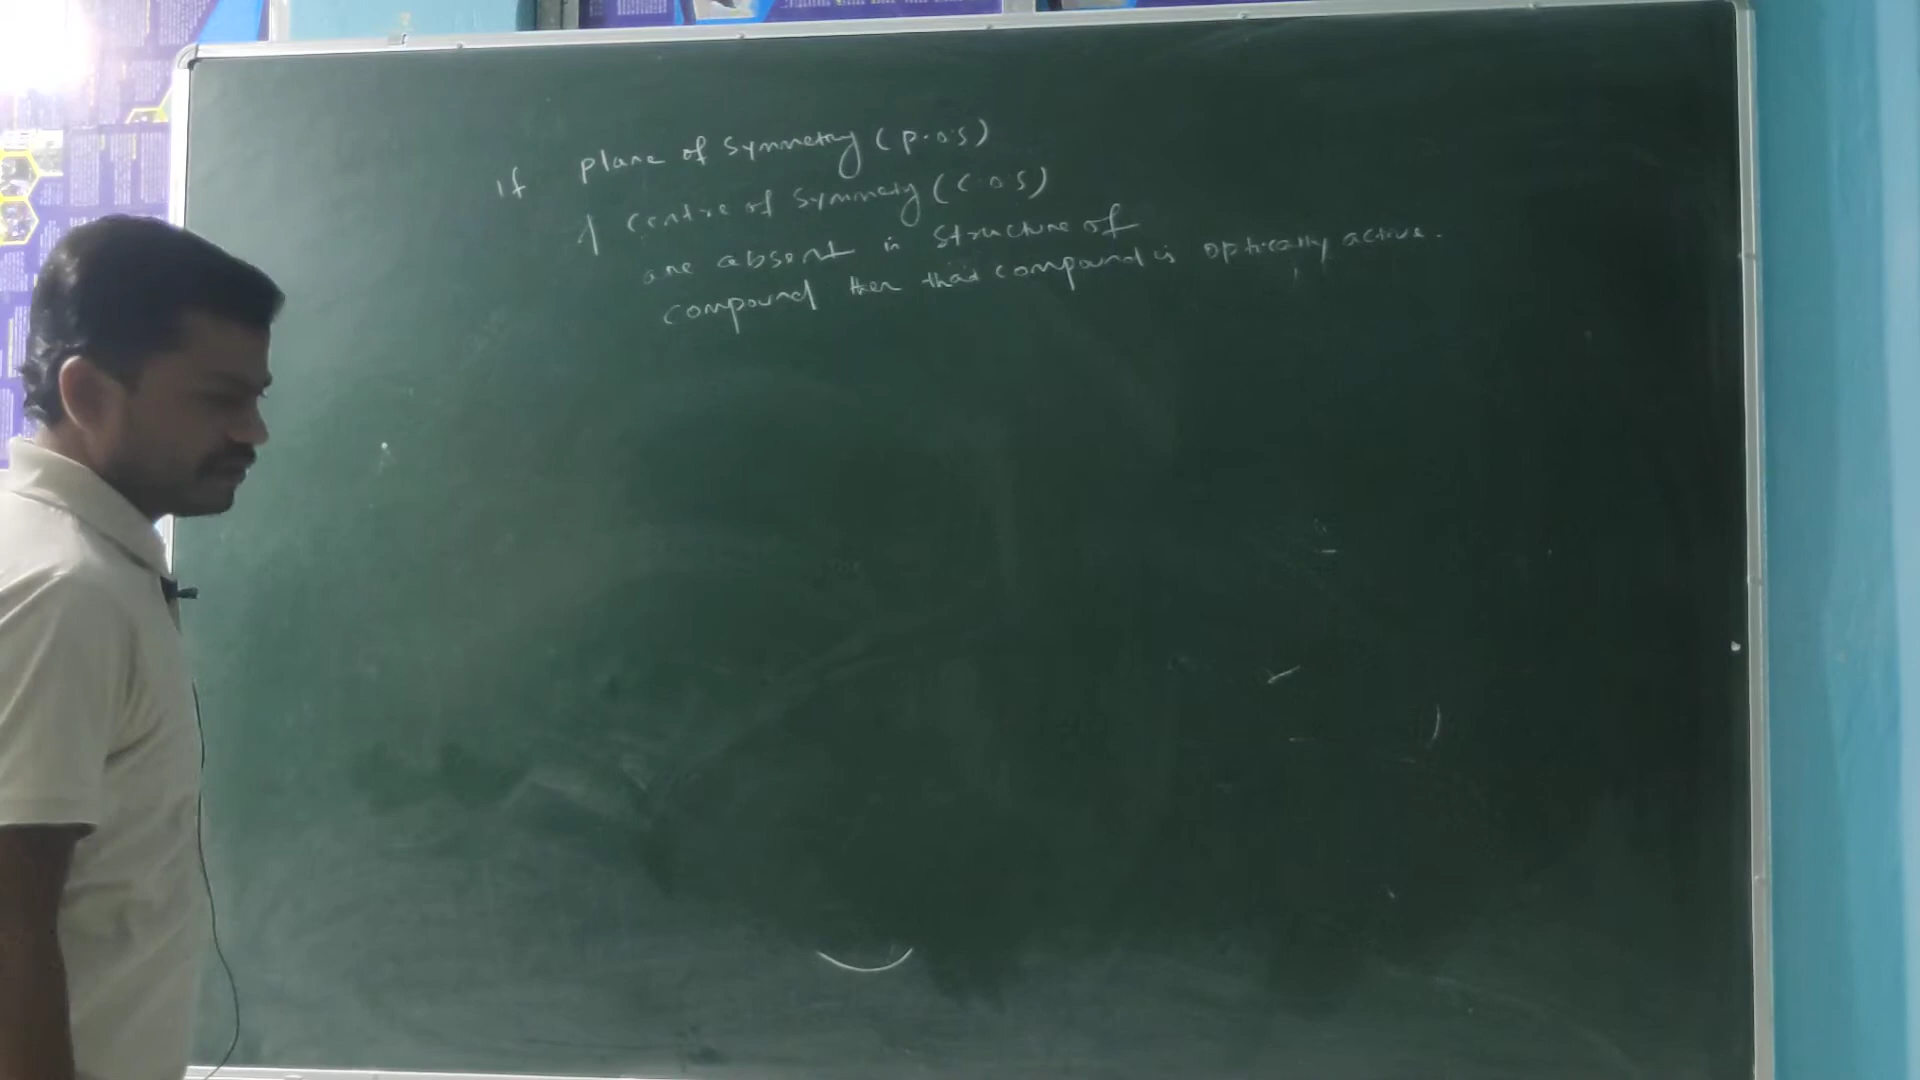 If plane of Symmetry (P.O.S)
& Centre of Symmetry (C.O.S)
are absent in structure of
compound then that compound is optically active.